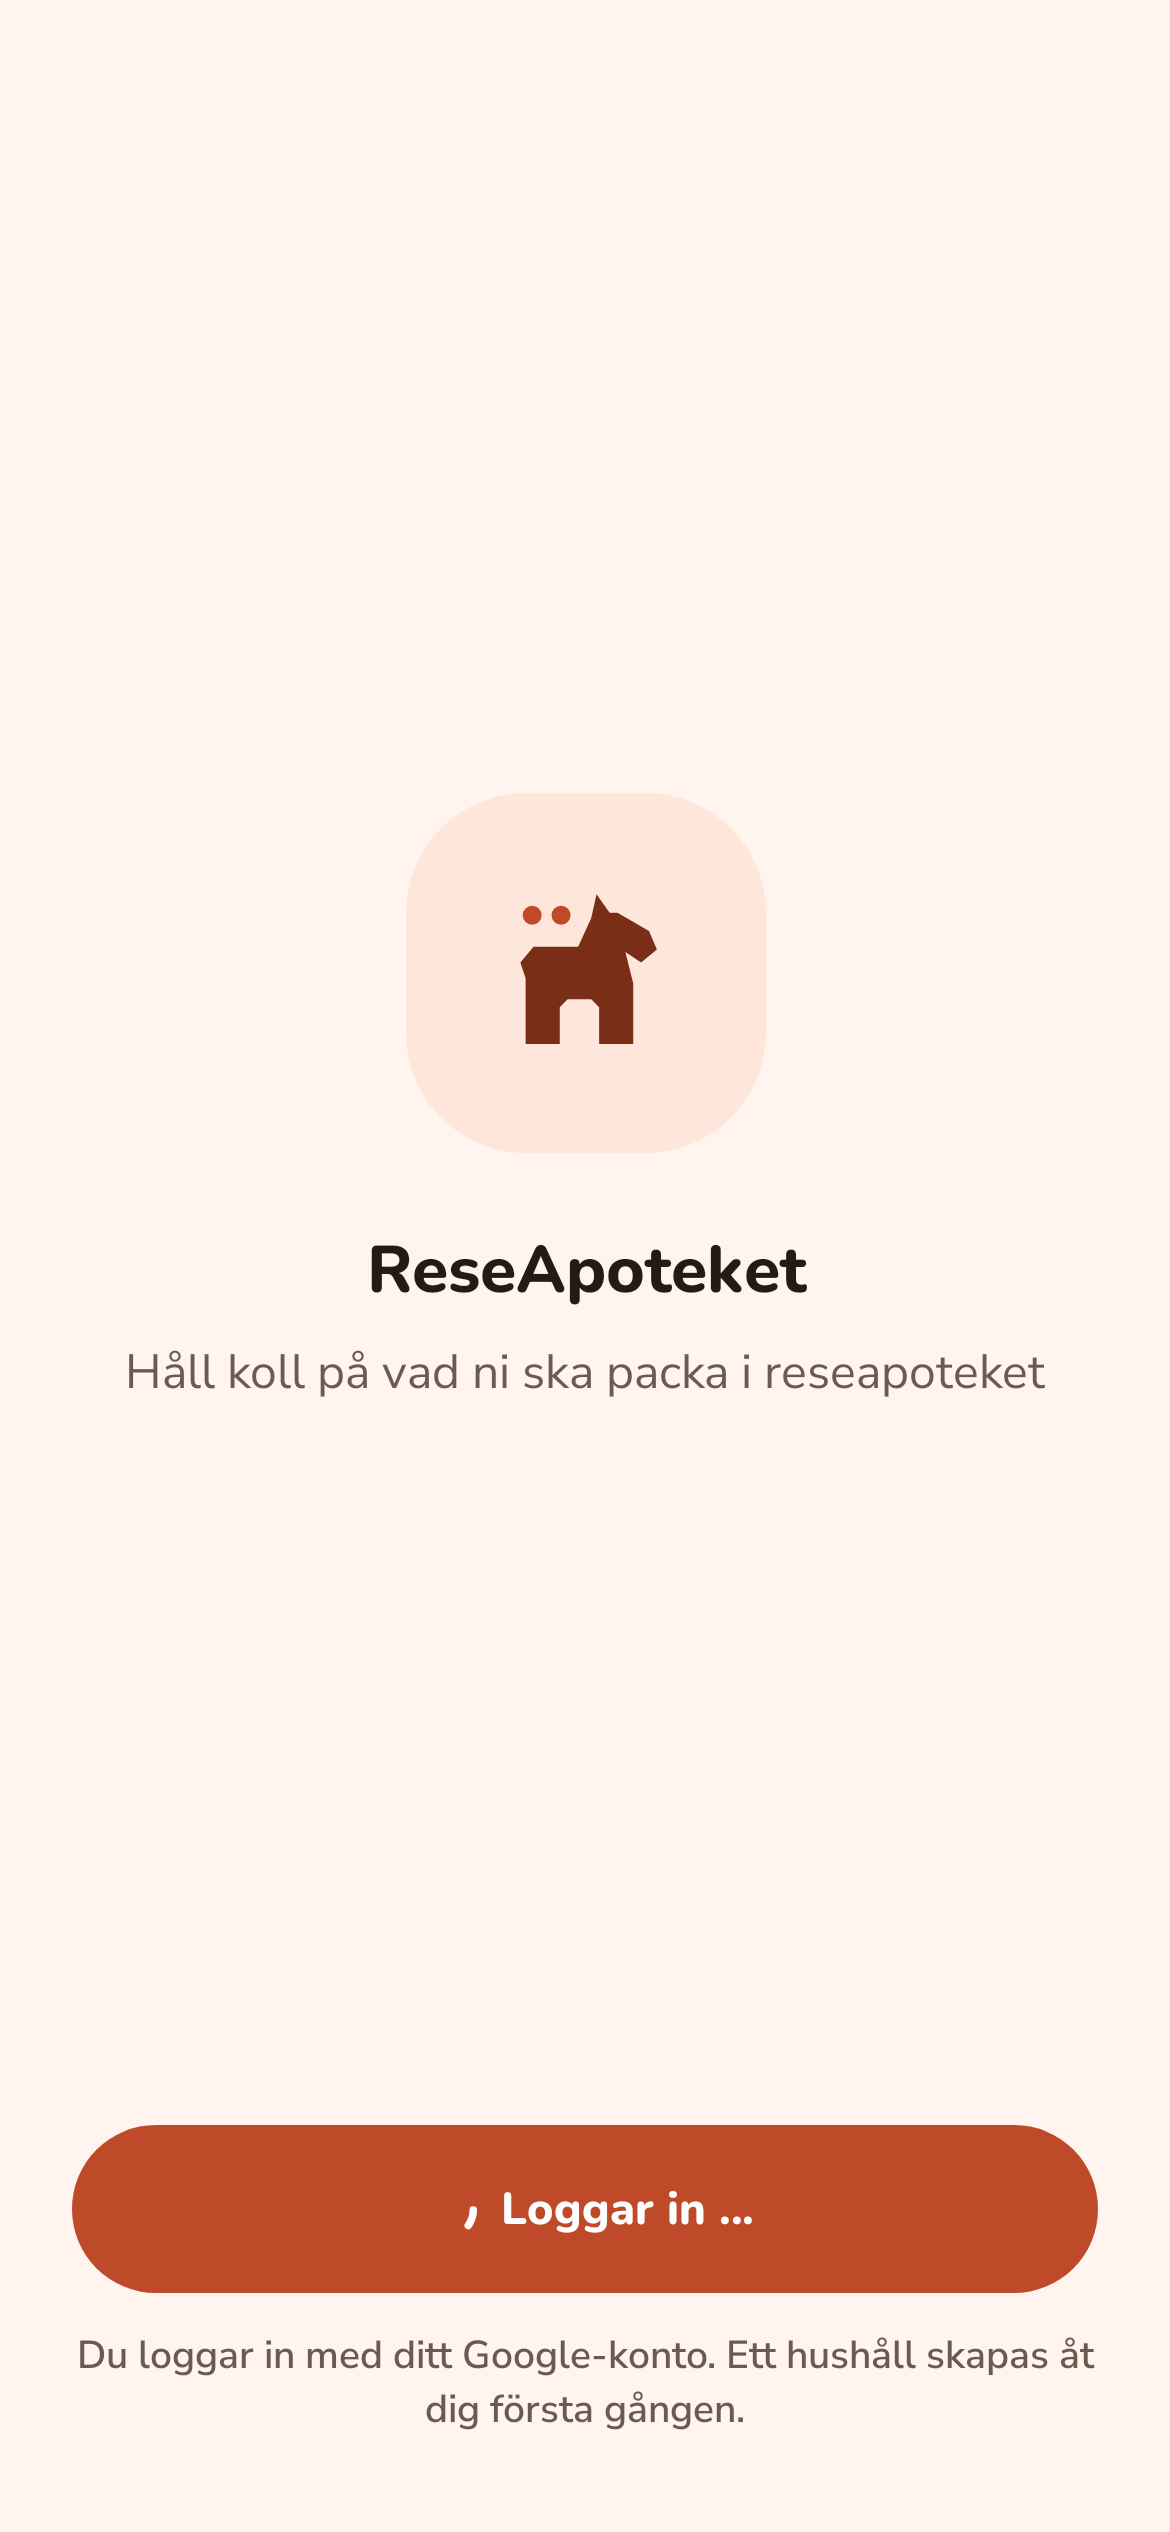 ReseApoteket
Håll koll på vad ni ska packa i reseapoteket
Loggar in ...
Du loggar in med ditt Google-konto. Ett hushåll skapas åt
dig första gången.